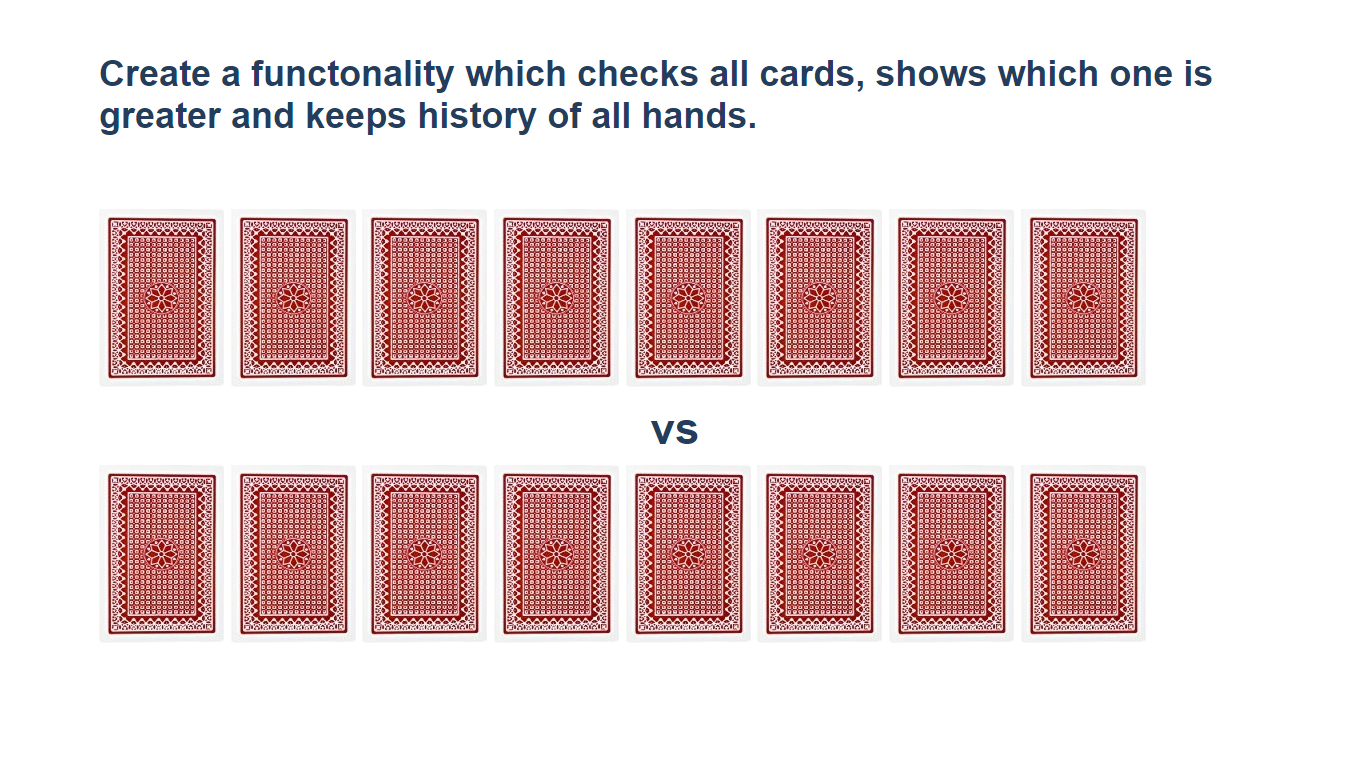 Create a functonality which checks all cards, shows which one is
greater and keeps history of all hands.
vs